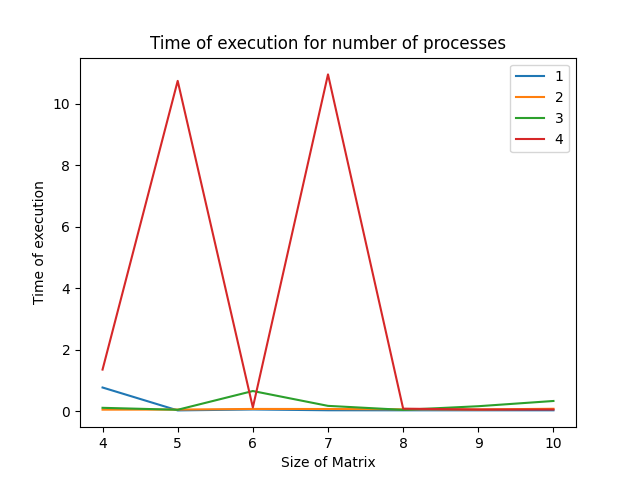 Time of execution for number of processes
1
2
3
4
10
8
6
4
2
0
Time of execution
4 5 6 7 8 9 10
Size of Matrix